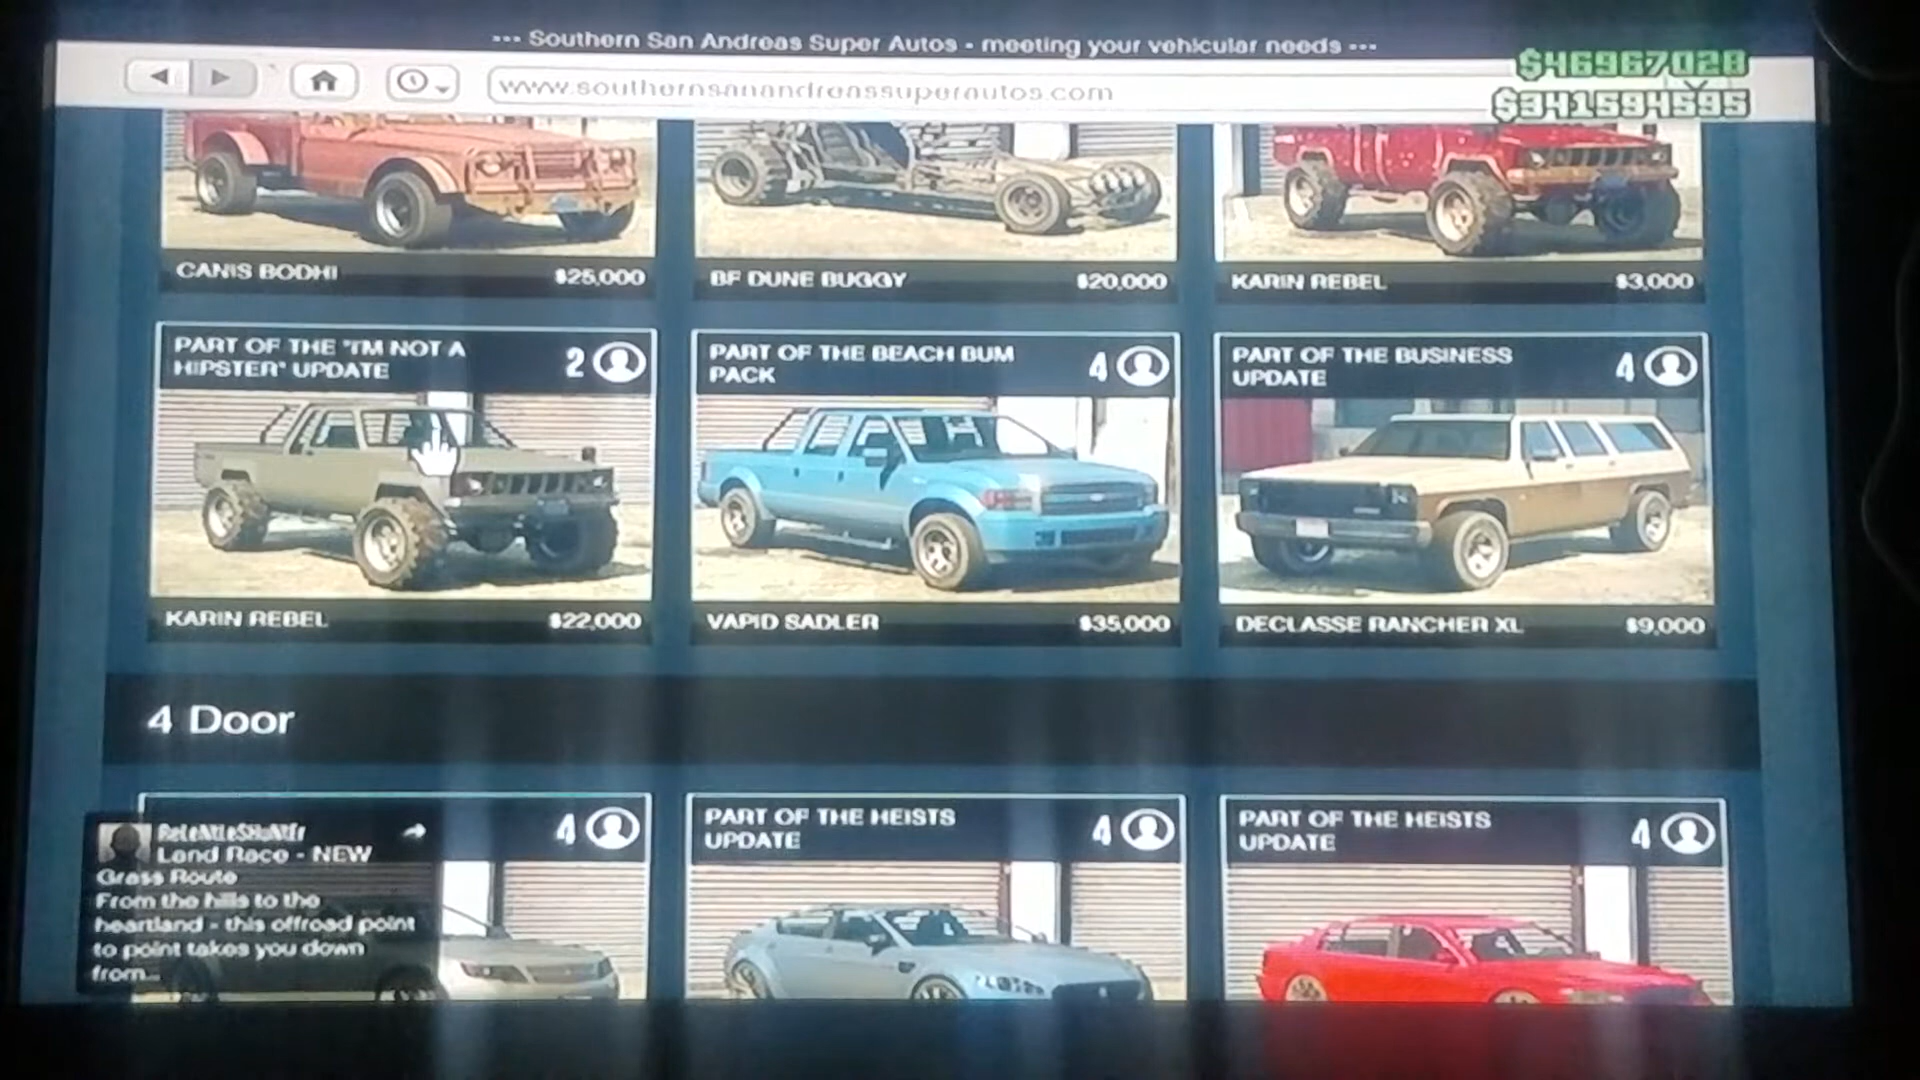 --- Southern San Andreas Super Autos - meeting your vehicular needs ---
www.southernsanandreassuperautos.com
$46967028
$341594595
CANIS BODHI $25,000
BF DUNE BUGGY $20,000
KARIN REBEL $3,000
PART OF THE "I'M NOT A
HIPSTER" UPDATE
2
PART OF THE BEACH BUM
PACK
4
PART OF THE BUSINESS
UPDATE
4
KARIN REBEL $22,000
VAPID SADLER $35,000
DECLASSE RANCHER XL $9,000
4 Door
4
PART OF THE HEISTS
UPDATE
4
PART OF THE HEISTS
UPDATE
4
Land Race - NEW
Grass Route
From the hills to the
heartland - this offroad point
to point takes you down
from...